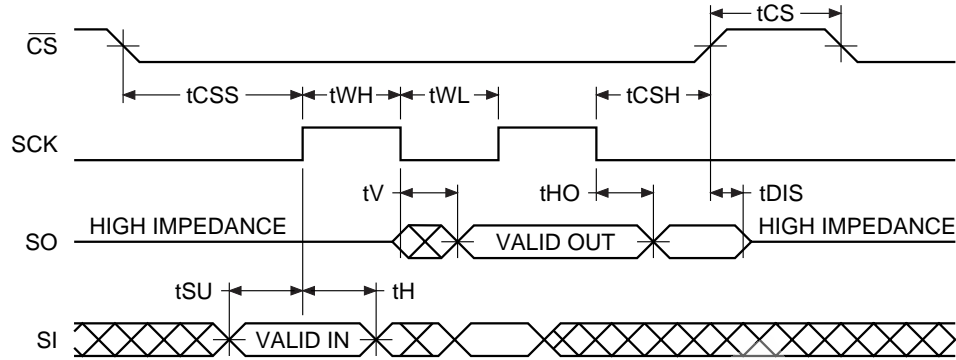 tCS
CS
tCSS tWH tWL tCSH
SCK
tV tHO tDIS
HIGH IMPEDANCE HIGH IMPEDANCE
SO VALID OUT
tSU tH
SI VALID IN